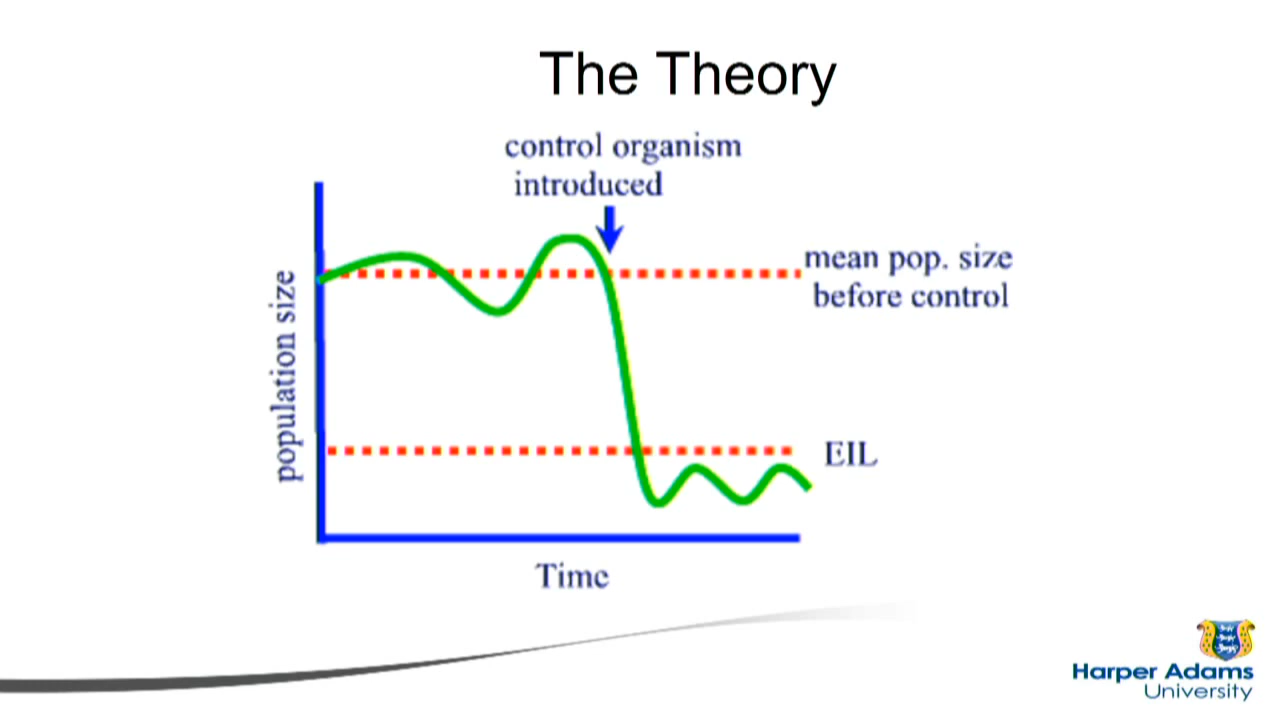 The Theory
control organism
introduced
mean pop. size
before control
population size
EIL
Time
Harper Adams
University